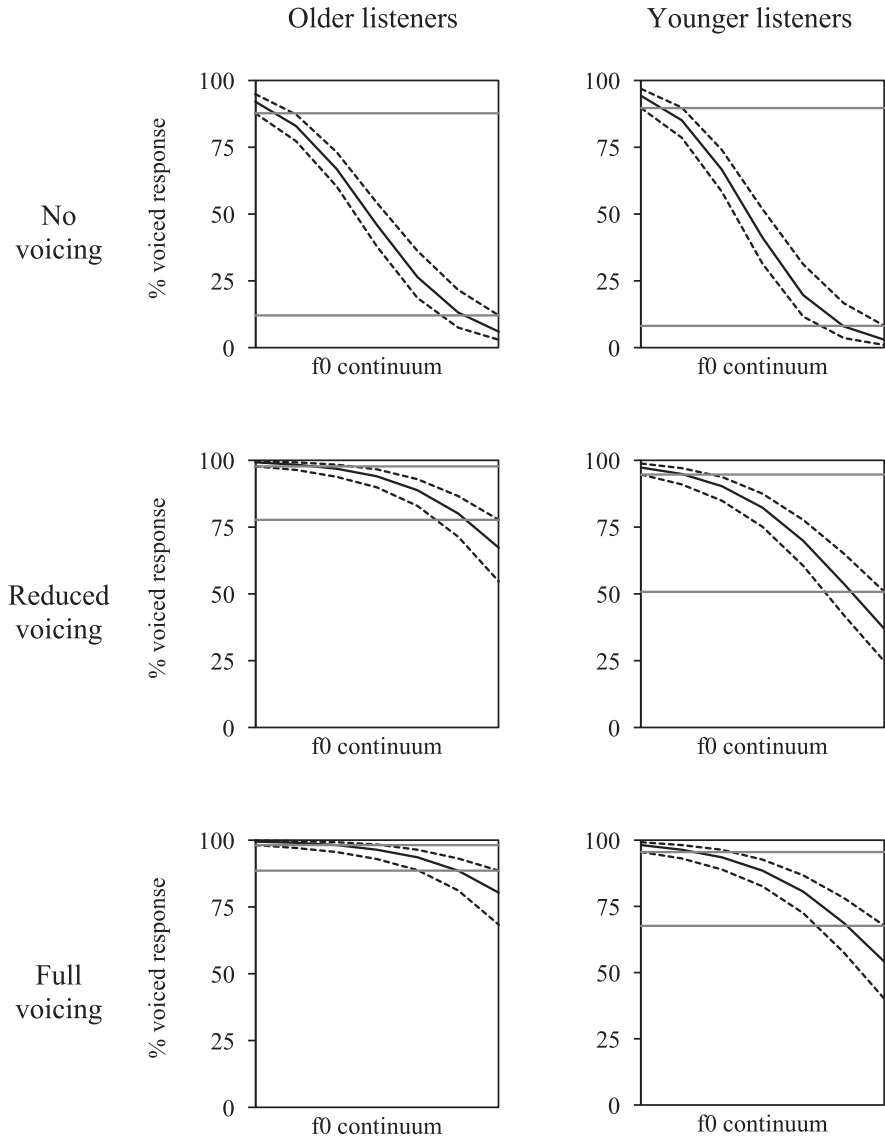 Older listeners
Younger listeners
No
voicing
% voiced response
100
75
50
25
0
f0 continuum
100
75
50
25
0
f0 continuum
Reduced
voicing
% voiced response
100
75
50
25
0
f0 continuum
100
75
50
25
0
f0 continuum
Full
voicing
% voiced response
100
75
50
25
0
f0 continuum
100
75
50
25
0
f0 continuum